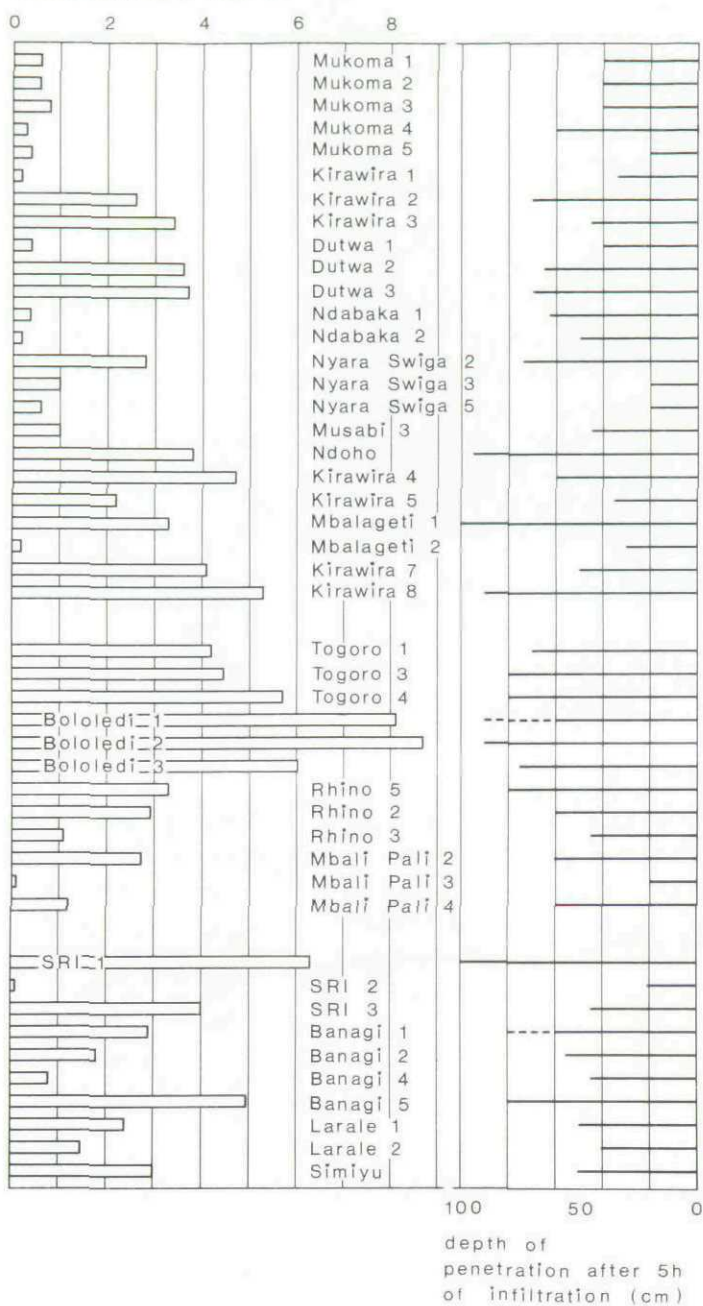 0 2 4 6 8
Mukoma 1
Mukoma 2
Mukoma 3
Mukoma 4
Mukoma 5
Kirawira 1
Kirawira 2
Kirawira 3
Dutwa 1
Dutwa 2
Dutwa 3
Ndabaka 1
Ndabaka 2
Nyara Swiga 2
Nyara Swiga 3
Nyara Swiga 5
Musabi 3
Ndoho
Kirawira 4
Kirawira 5
Mbalageti 1
Mbalageti 2
Kirawira 7
Kirawira 8
Togoro 1
Togoro 3
Togoro 4
Bololedi 1
Bololedi 2
Bololedi 3
Rhino 5
Rhino 2
Rhino 3
Mbali Pali 2
Mbali Pali 3
Mbali Pali 4
SRI 1
SRI 2
SRI 3
Banagi 1
Banagi 2
Banagi 4
Banagi 5
Larale 1
Larale 2
Simiyu
100 50 0
depth of
penetration after 5h
of infiltration (cm)